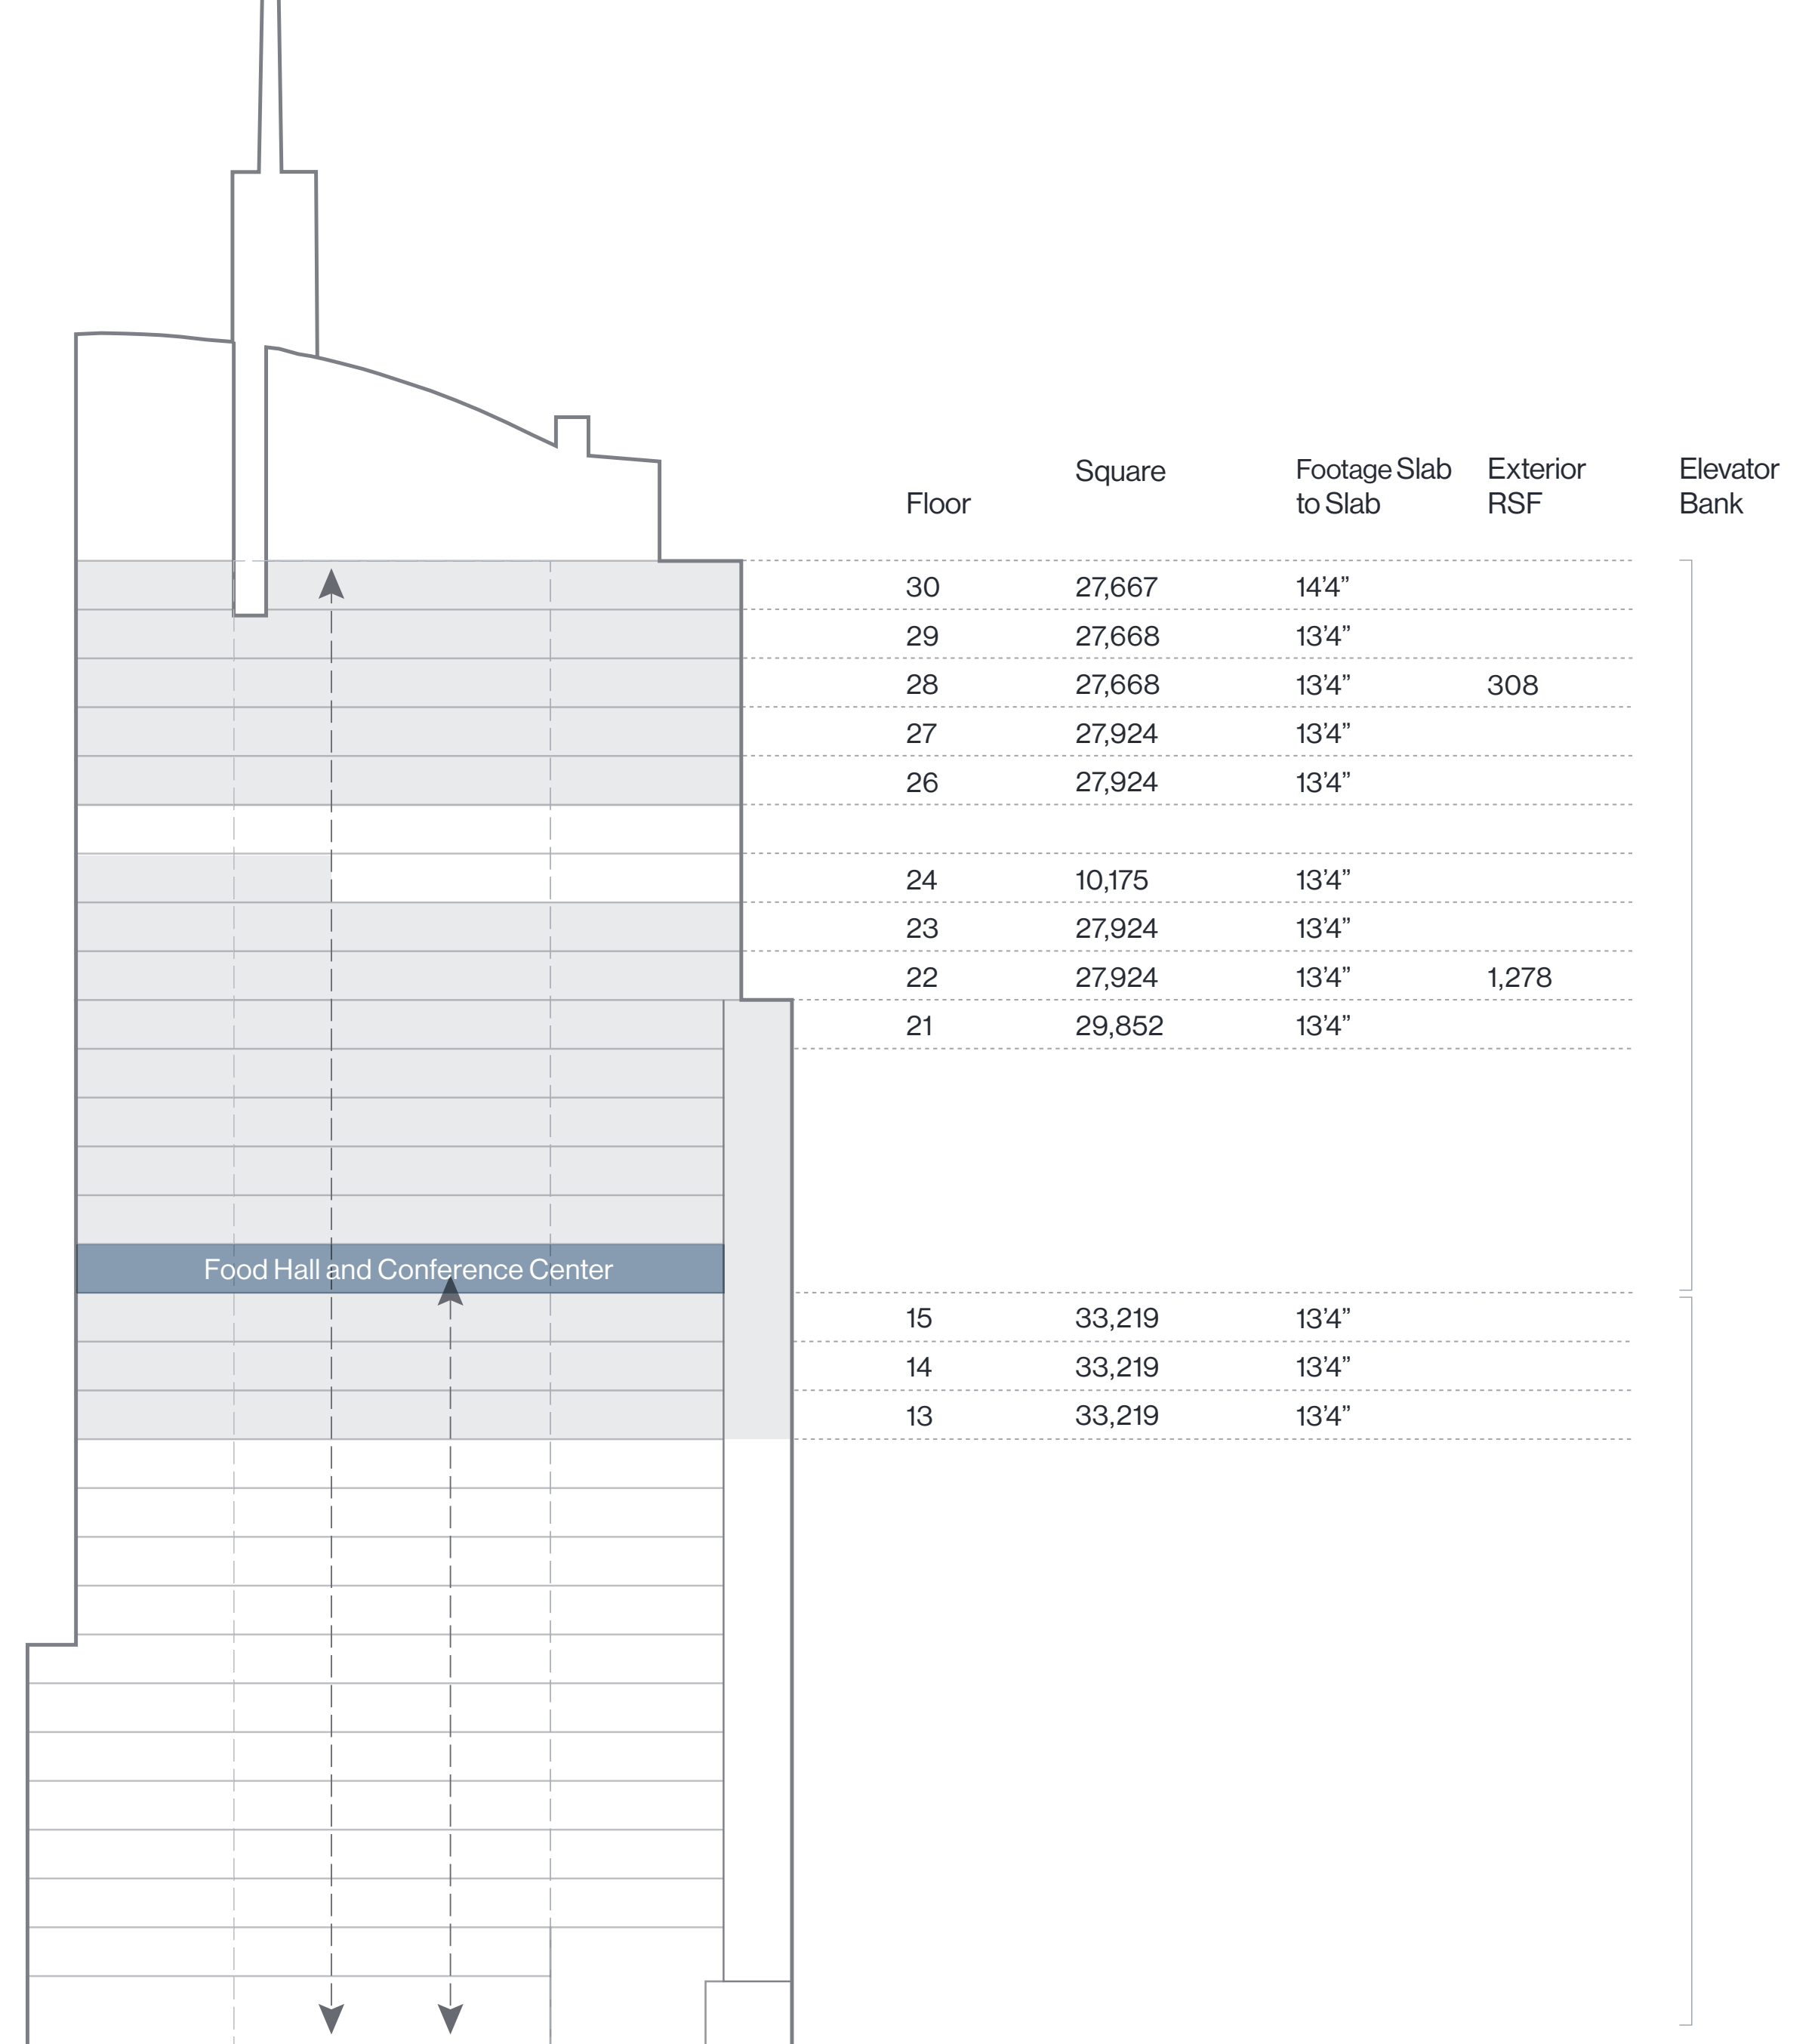 Square Footage Slab Exterior Elevator
Floor to Slab RSF Bank
30 27,667 14’4”
29 27,668 13’4”
28 27,668 13’4” 308
27 27,924 13’4”
26 27,924 13’4”
24 10,175 13’4”
23 27,924 13’4”
22 27,924 13’4” 1,278
21 29,852 13’4”
Food Hall and Conference Center
15 33,219 13’4”
14 33,219 13’4”
13 33,219 13’4”